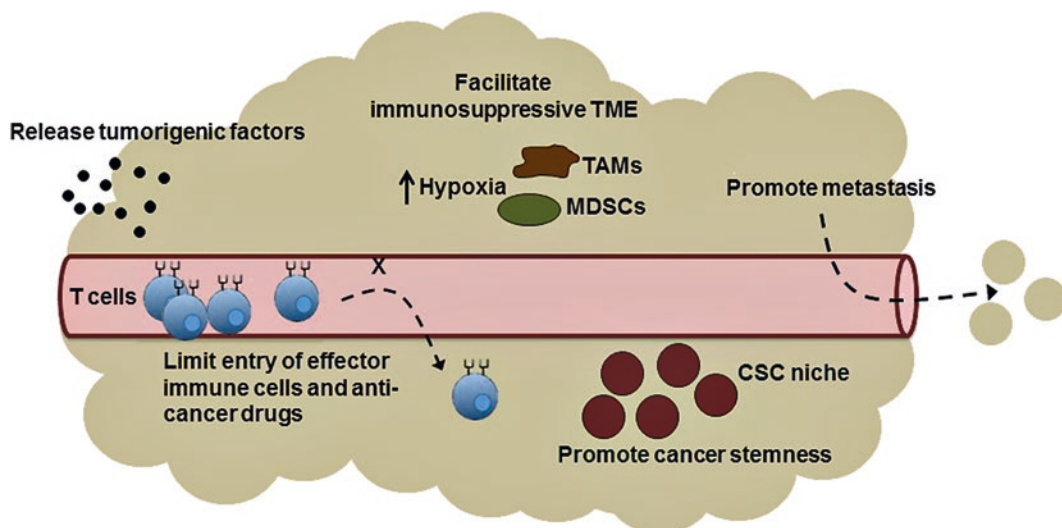 Facilitate
immunosuppressive TME
Release tumorigenic factors
TAMs
↑ Hypoxia
MDSCs
Promote metastasis
X
T cells
Limit entry of effector
immune cells and anti-
cancer drugs
CSC niche
Promote cancer stemness